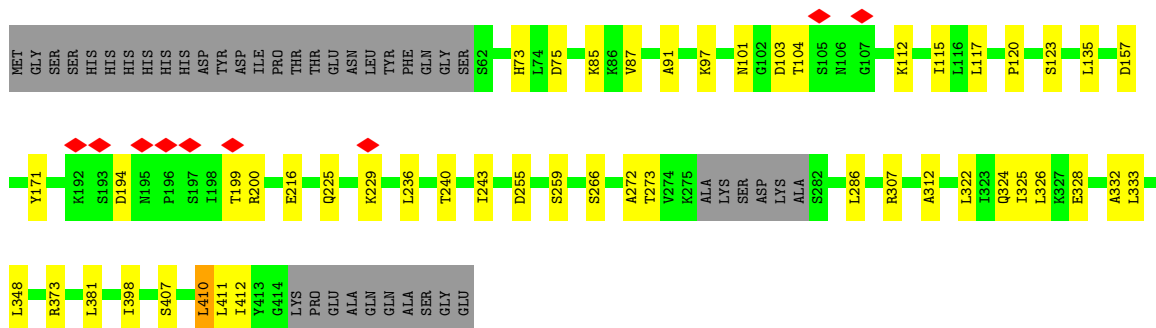 MET GLY SER SER HIS HIS HIS HIS HIS HIS ASP TYR ASP ILE PRO THR THR GLU ASN LEU TYR PHE GLN GLY SER S62 H73 L74 D75 K85 K86 V87 A91 K97 N101 G102 D103 T104 S105 N106 G107 K112 I115 L116 L117 P120 S123 L135 D157
Y171 K192 S193 D194 N195 P196 S197 I198 T199 R200 E216 Q225 K229 L236 T240 I243 D255 S259 S266 A272 T273 V274 K275 ALA LYS SER ASP LYS ALA S282 L286 R307 A312 L322 I323 Q324 I325 L326 K327 E328 A332 L333
L348 R373 L381 I398 S407 L410 L411 I412 Y413 G414 LYS PRO GLU ALA GLN GLN ALA SER GLY GLU